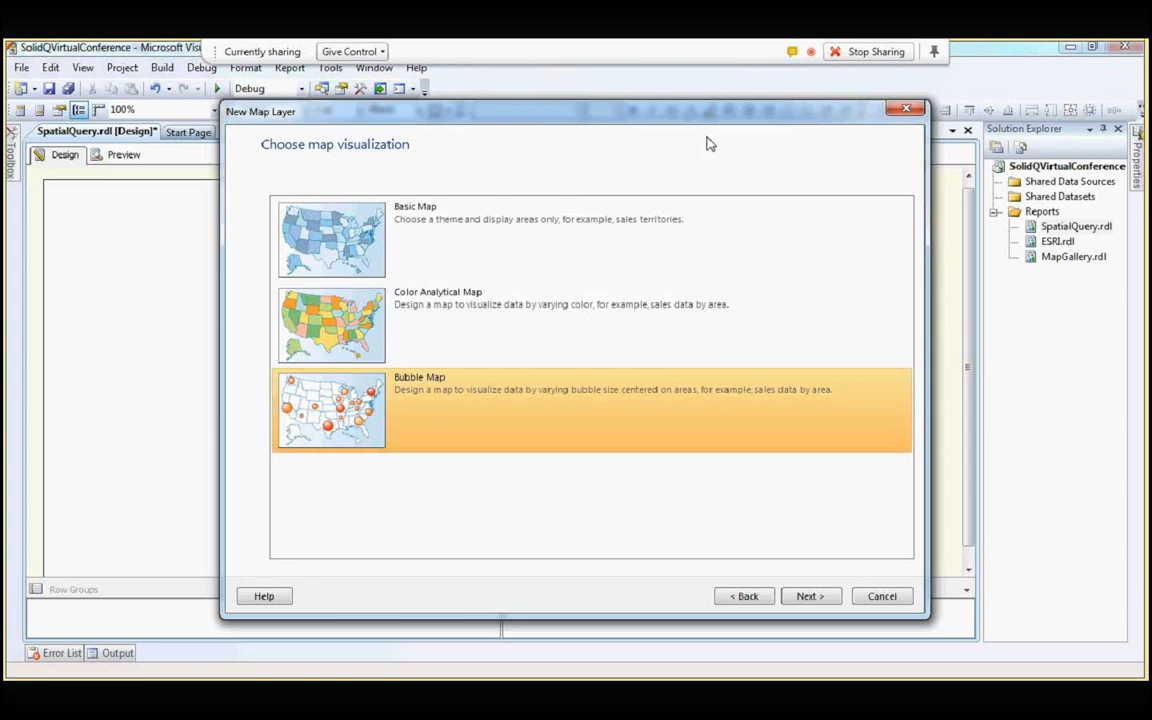 SolidQVirtualConference - Microsoft Visu
Currently sharing
Give Control
Stop Sharing
File Edit View Project Build Debug Format Report Tools Window Help
Debug
100%
New Map Layer
SpatialQuery.rdl [Design]*
Start Page
Design
Preview
Choose map visualization
Basic Map
Choose a theme and display areas only, for example, sales territories.
Color Analytical Map
Design a map to visualize data by varying color, for example, sales data by area.
Bubble Map
Design a map to visualize data by varying bubble size centered on areas, for example, sales data by area.
Help
< Back
Next >
Cancel
Toolbox
Row Groups
Error List
Output
Solution Explorer
SolidQVirtualConference
Shared Data Sources
Shared Datasets
Reports
SpatialQuery.rdl
ESRI.rdl
MapGallery.rdl
Properties